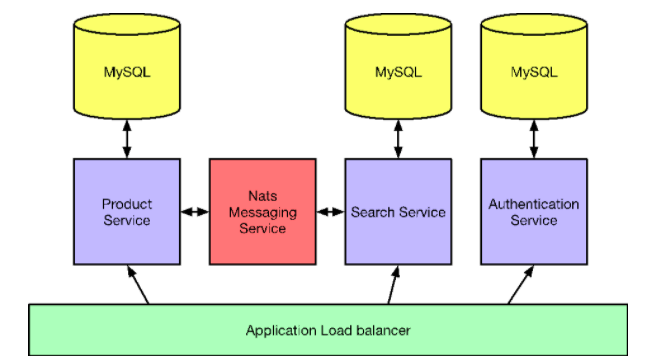 MySQL
MySQL
MySQL
Product
Service
Nats
Messaging
Service
Search Service
Authentication
Service
Application Load balancer